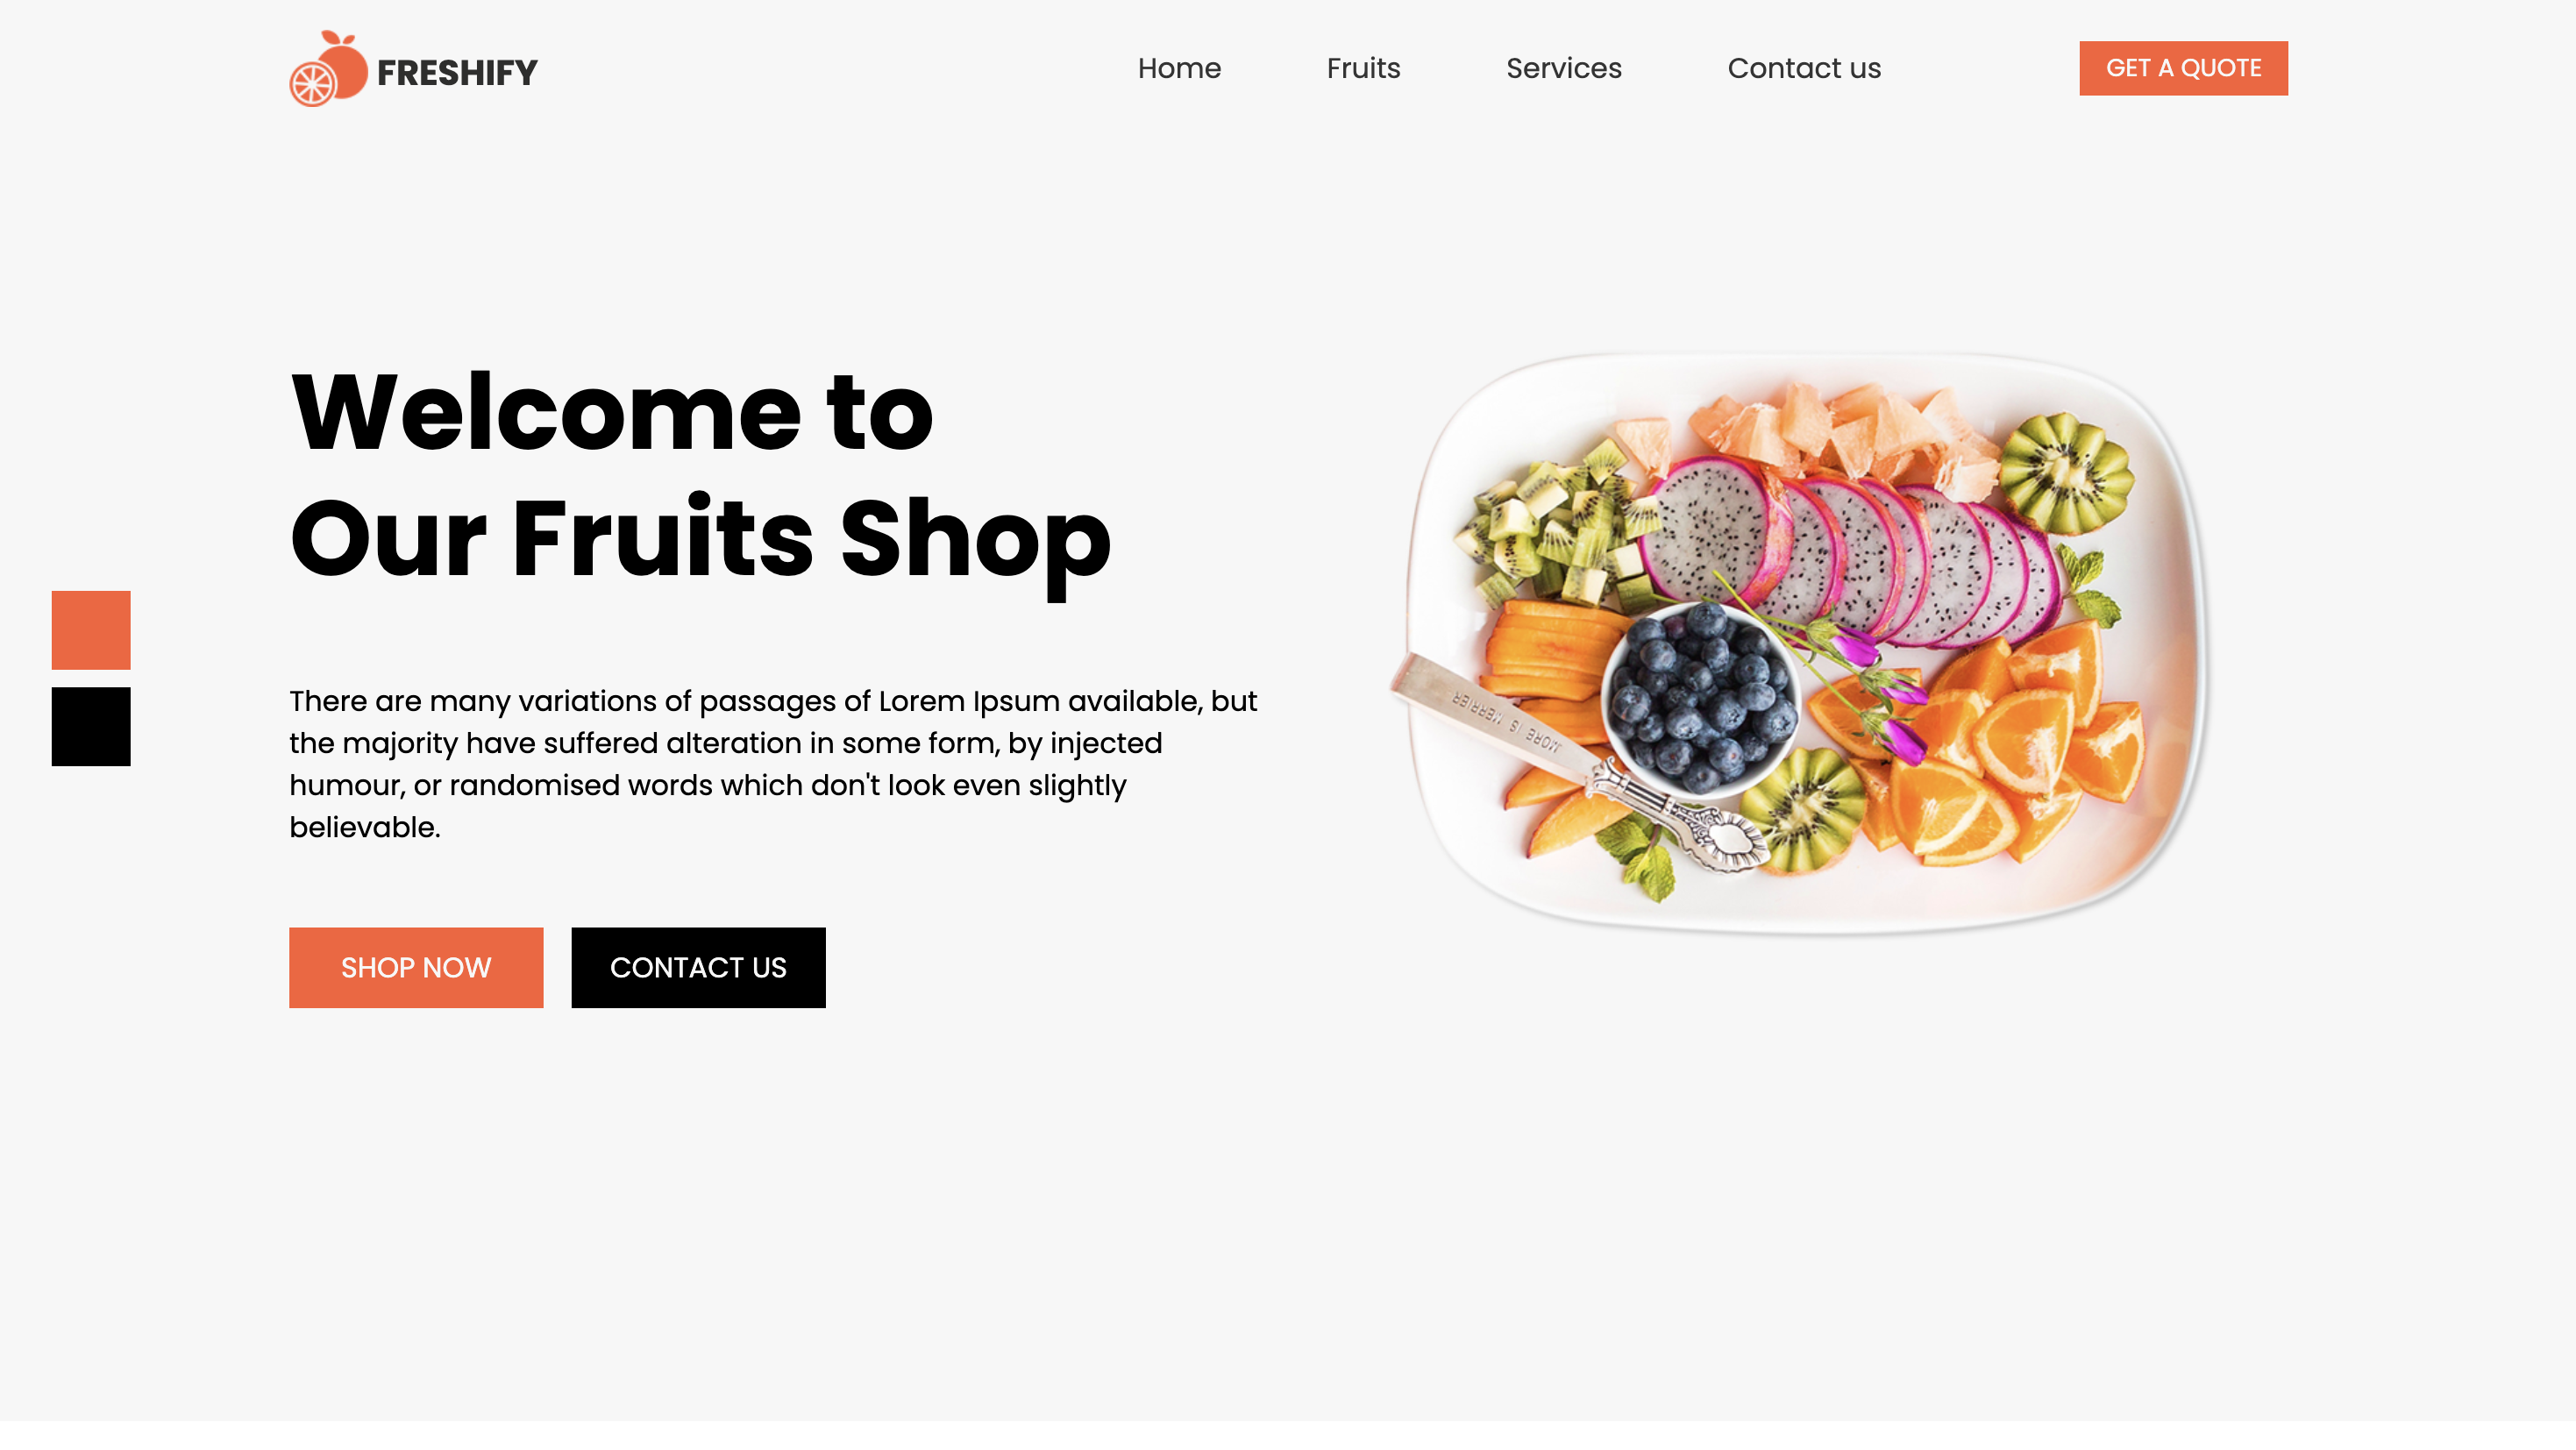 FRESHIFY
Home
Fruits
Services
Contact us
GET A QUOTE
Welcome to
Our Fruits Shop
There are many variations of passages of Lorem Ipsum available, but
the majority have suffered alteration in some form, by injected
humour, or randomised words which don't look even slightly
believable.
SHOP NOW
CONTACT US
MORE IS MERRIER